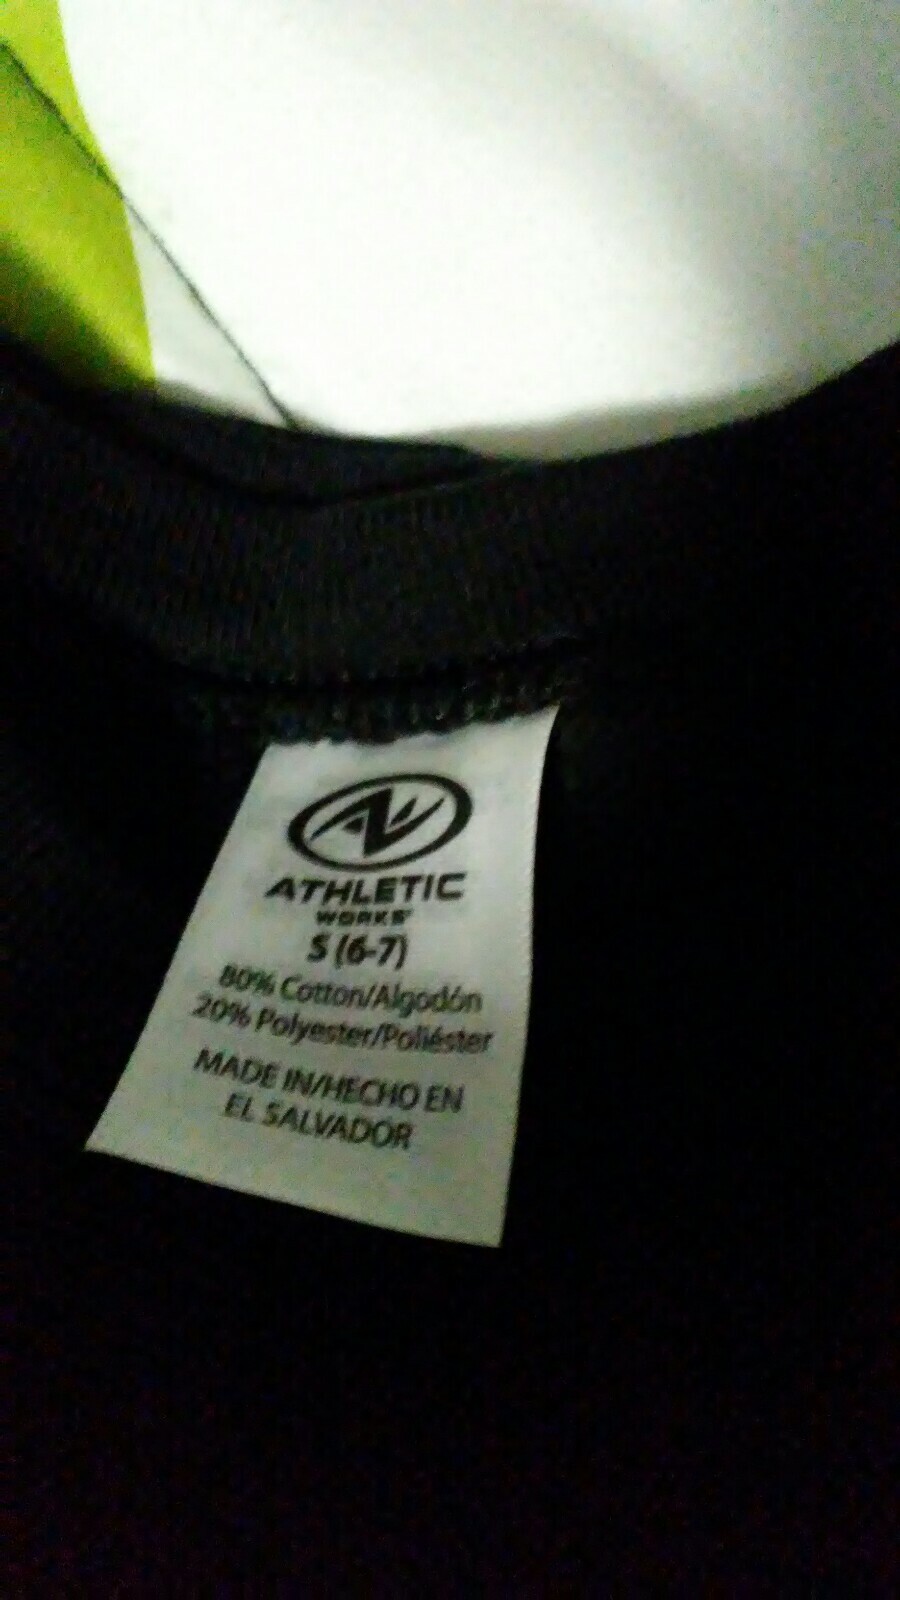 ATHLETIC
WORKS
S (6-7)
80% Cotton/Algodón
20% Polyester/Poliéster
MADE IN/HECHO EN
EL SALVADOR